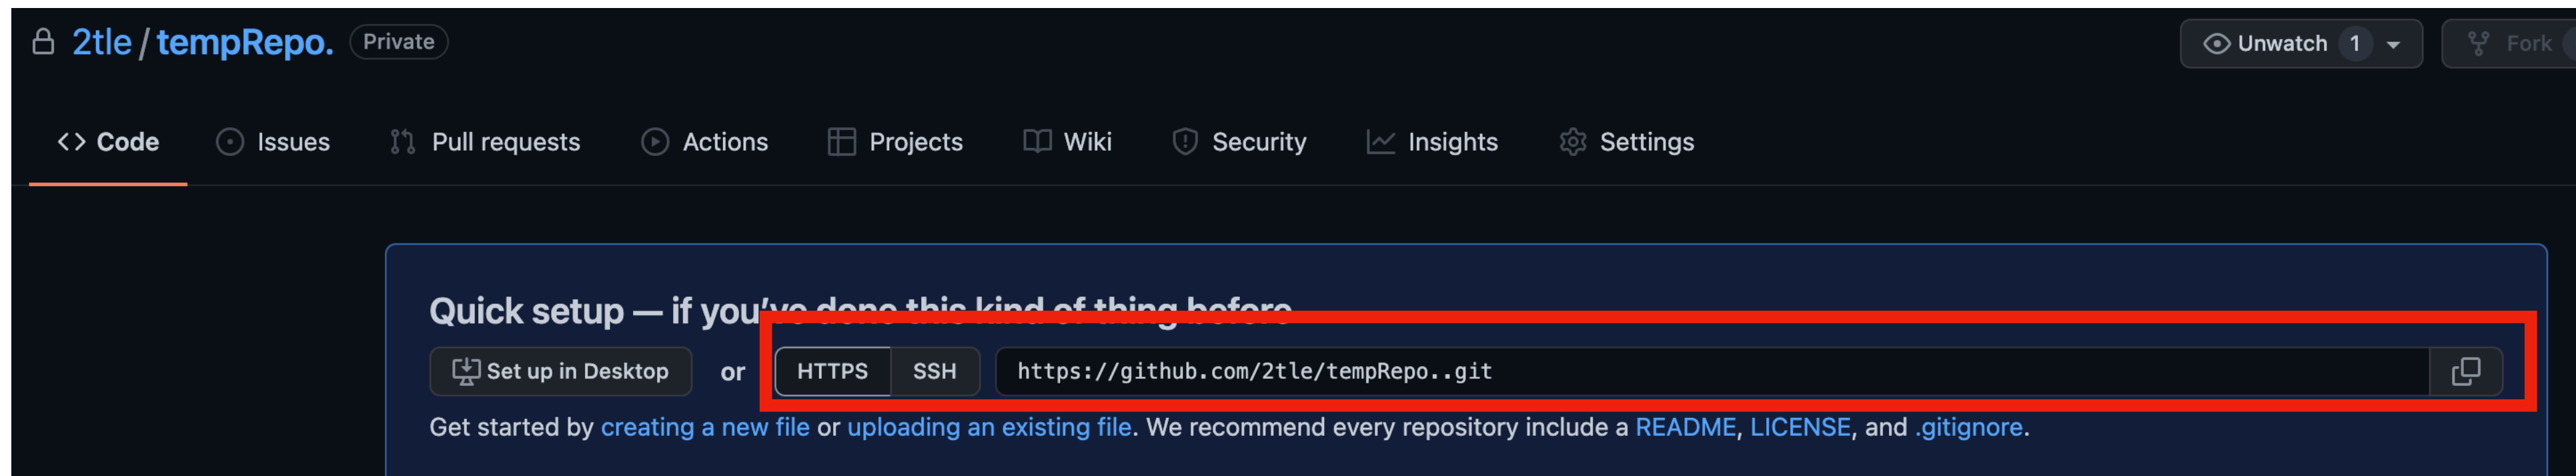 2tle / tempRepo. Private
Unwatch 1
Fork
Code Issues Pull requests Actions Projects Wiki Security Insights Settings
Quick setup — if you've done this kind of thing before
Set up in Desktop or HTTPS SSH https://github.com/2tle/tempRepo..git
Get started by creating a new file or uploading an existing file. We recommend every repository include a README, LICENSE, and .gitignore.